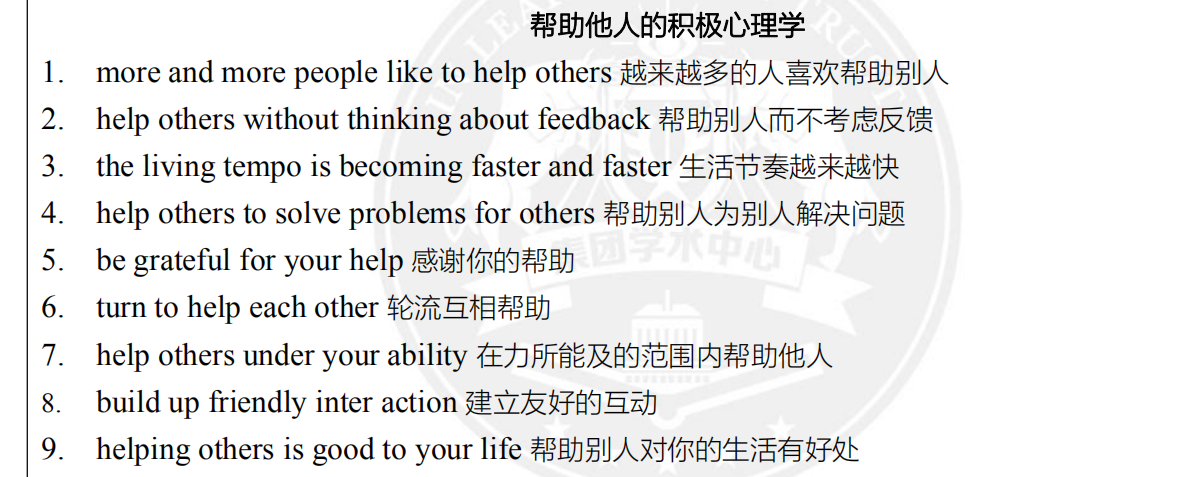 帮助他人的积极心理学
1. more and more people like to help others 越来越多的人喜欢帮助别人
2. help others without thinking about feedback 帮助别人而不考虑反馈
3. the living tempo is becoming faster and faster 生活节奏越来越快
4. help others to solve problems for others 帮助别人为别人解决问题
5. be grateful for your help 感谢你的帮助
6. turn to help each other 轮流互相帮助
7. help others under your ability 在力所能及的范围内帮助他人
8. build up friendly inter action 建立友好的互动
9. helping others is good to your life 帮助别人对你的生活有好处
集团学术中心